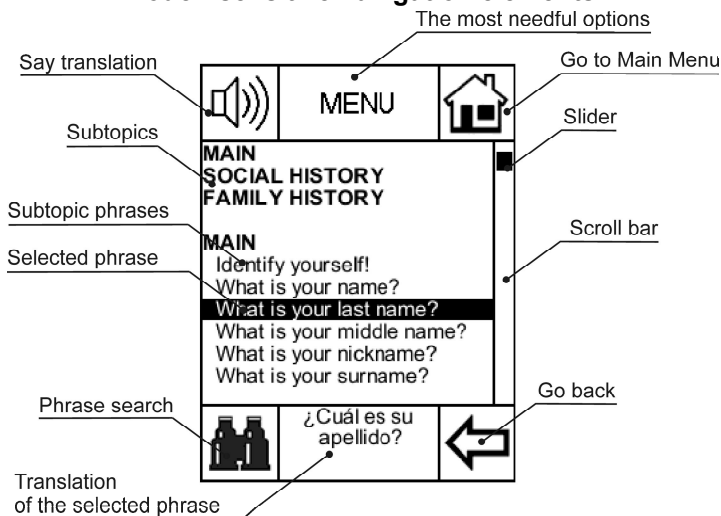 The most needful options
Say translation
Go to Main Menu
MENU
Slider
Subtopics
MAIN
SOCIAL HISTORY
FAMILY HISTORY
Subtopic phrases
Scroll bar
MAIN
Selected phrase
Identify yourself!
What is your name?
What is your last name?
What is your middle name?
What is your nickname?
What is your surname?
Go back
Phrase search
¿Cuál es su
apellido?
Translation
of the selected phrase